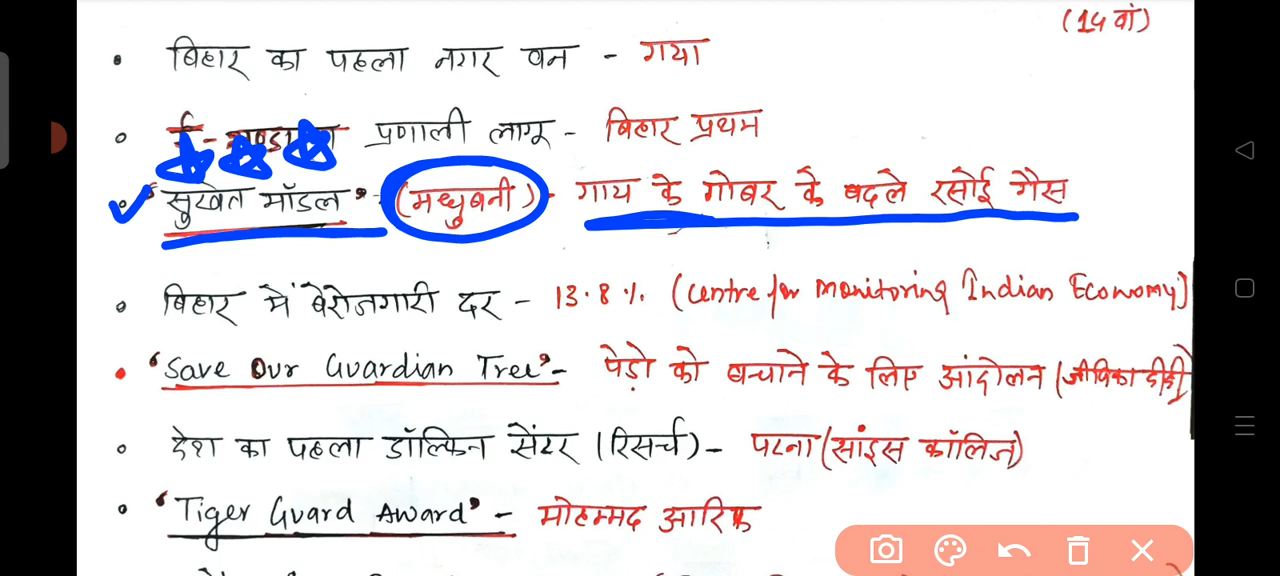 (14वां)
• बिहार का पहला नगर वन - गया
• ई- प्रणाली लागू - बिहार प्रथम
• 'सुखेत मॉडल' - (मधुबनी) - गाय के गोबर के बदले रसोई गैस
• बिहार में बेरोजगारी दर - 13.8 % (Centre for Monitoring Indian Economy)
• 'Save Our Guardian Tree' - पेड़ो को बचाने के लिए आंदोलन (जीविका दीदी)
• देश का पहला डॉल्फिन सेंटर (रिसर्च) - पटना (सांइस कॉलिज)
• 'Tiger Guard Award' - मोहम्मद आरिफ